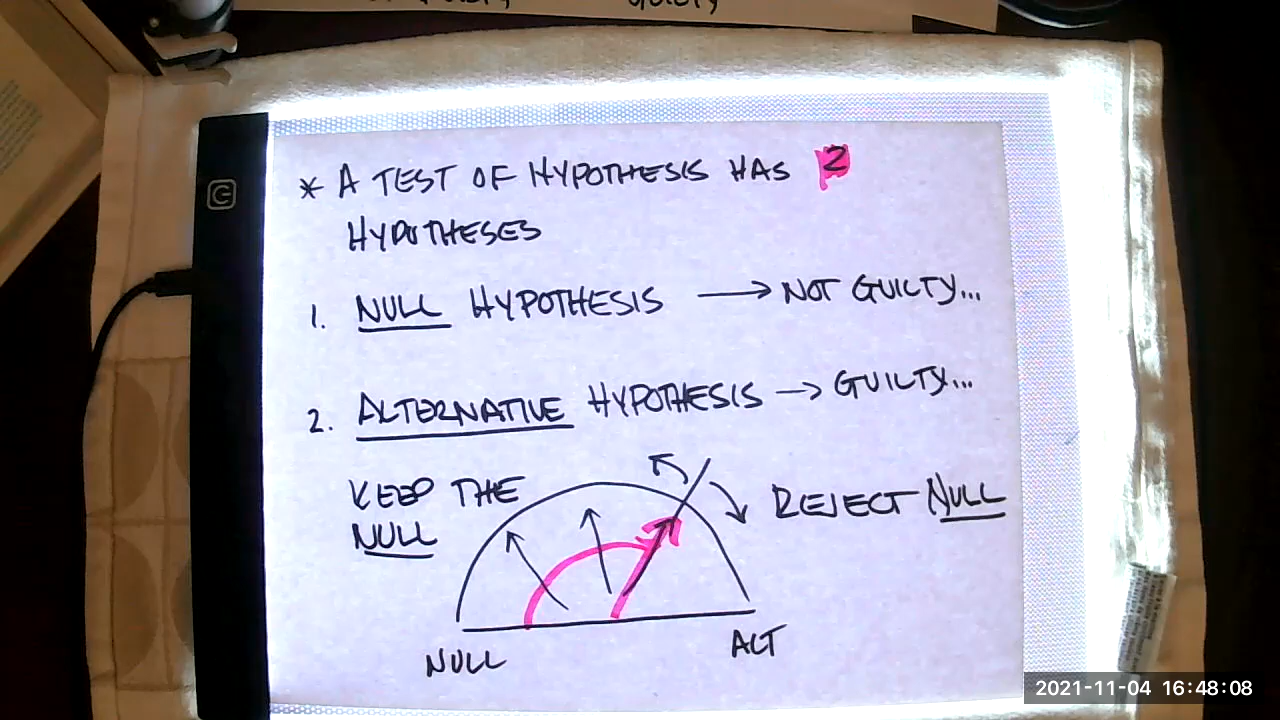 GUILTY
* A TEST OF HYPOTHESIS HAS 2
HYPOTHESES
1. NULL HYPOTHESIS → NOT GUILTY...
2. ALTERNATIVE HYPOTHESIS → GUILTY...
KEEP THE
NULL
REJECT NULL
NULL
ALT
2021-11-04 16:48:08